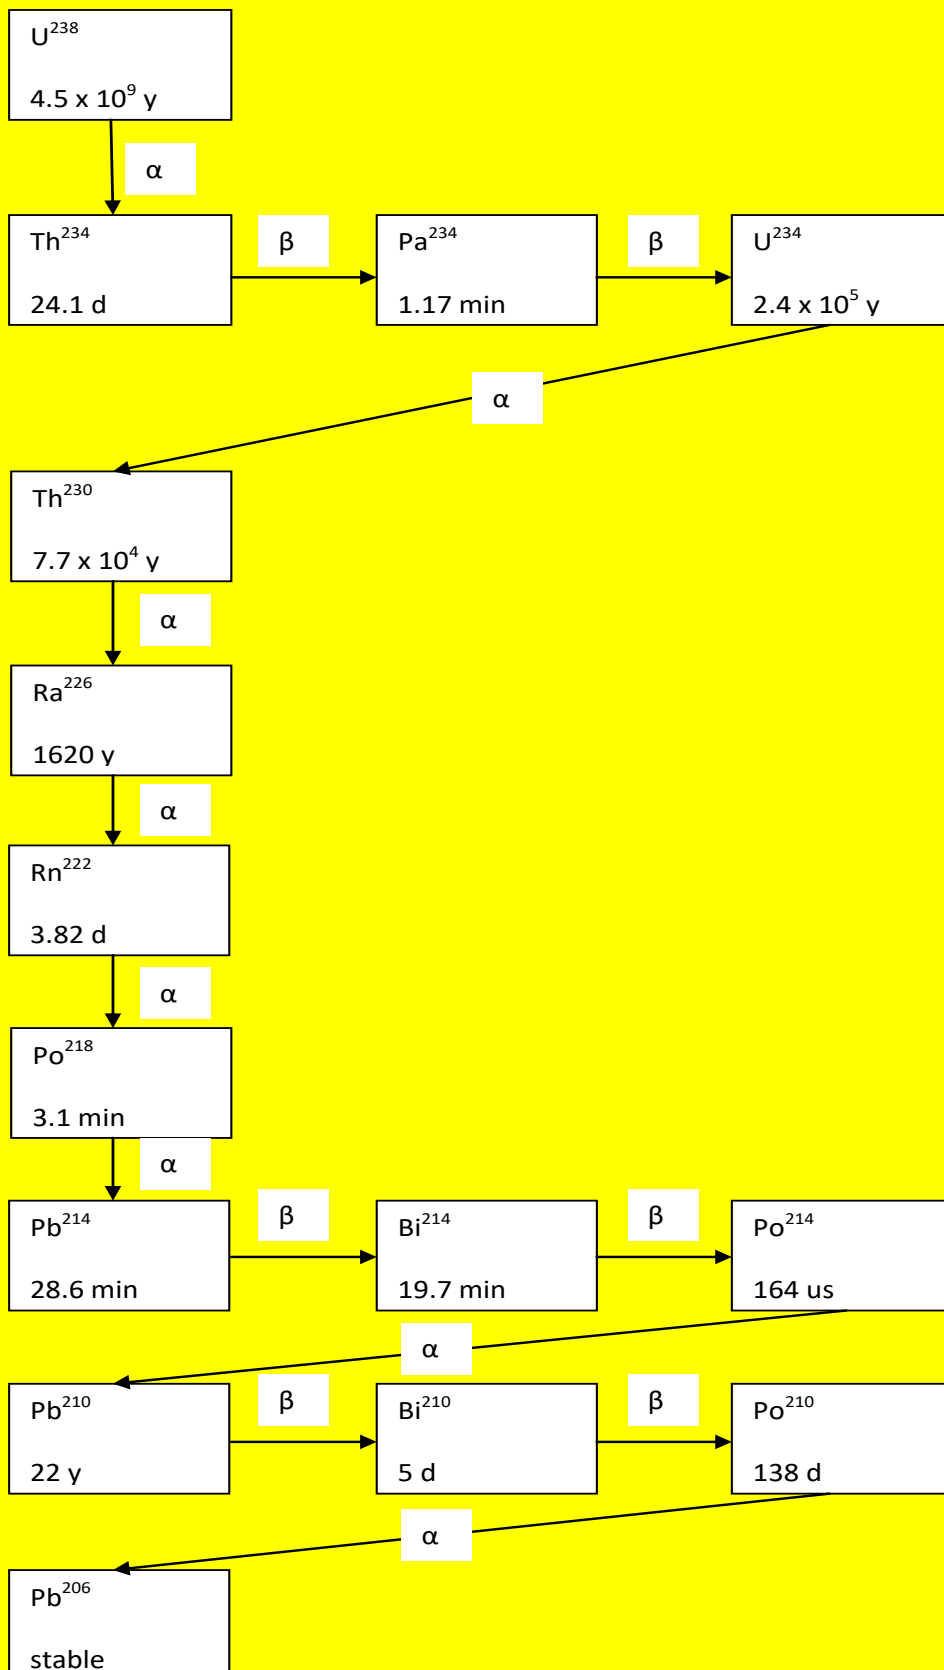 U²³⁸
4.5 x 10⁹ y
α
Th²³⁴
24.1 d
β
Pa²³⁴
1.17 min
β
U²³⁴
2.4 x 10⁵ y
α
Th²³⁰
7.7 x 10⁴ y
α
Ra²²⁶
1620 y
α
Rn²²²
3.82 d
α
Po²¹⁸
3.1 min
α
Pb²¹⁴
28.6 min
β
Bi²¹⁴
19.7 min
β
Po²¹⁴
164 us
α
Pb²¹⁰
22 y
β
Bi²¹⁰
5 d
β
Po²¹⁰
138 d
α
Pb²⁰⁶
stable